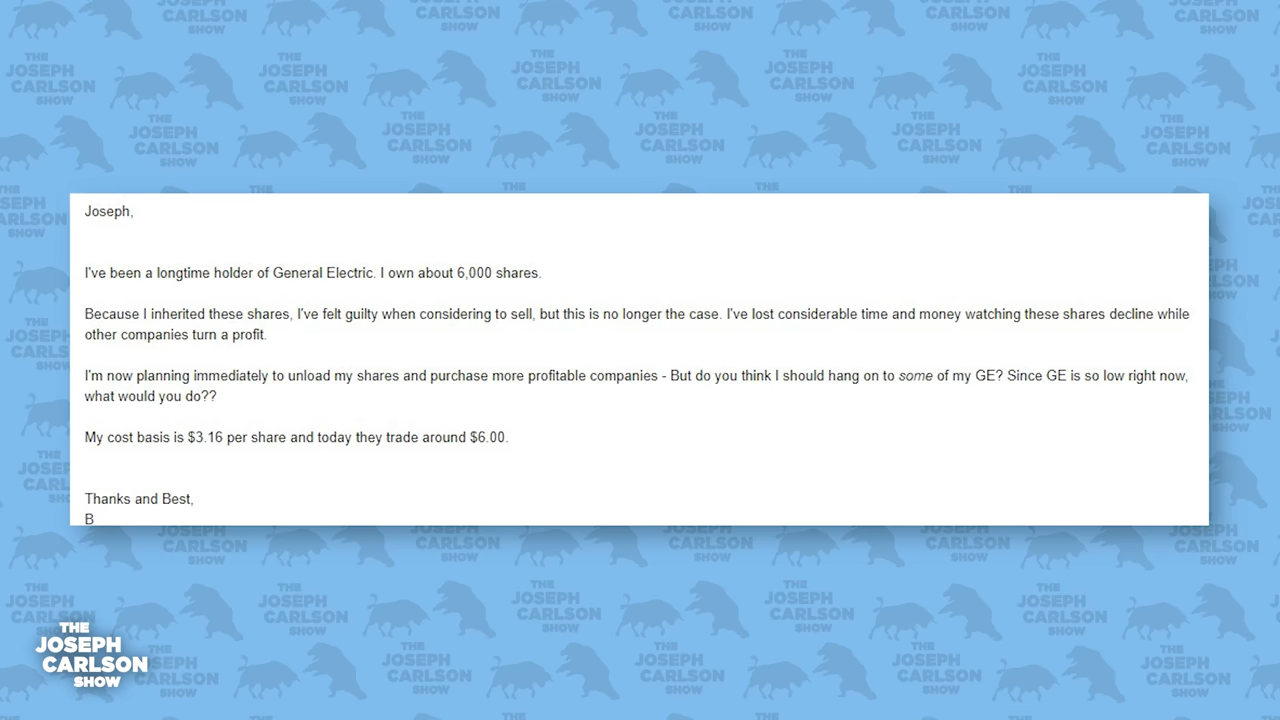 Joseph,
I've been a longtime holder of General Electric. I own about 6,000 shares.
Because I inherited these shares, I've felt guilty when considering to sell, but this is no longer the case. I've lost considerable time and money watching these shares decline while
other companies turn a profit.
I'm now planning immediately to unload my shares and purchase more profitable companies - But do you think I should hang on to some of my GE? Since GE is so low right now,
what would you do??
My cost basis is $3.16 per share and today they trade around $6.00.
Thanks and Best,
B
THE
JOSEPH
CARLSON
SHOW